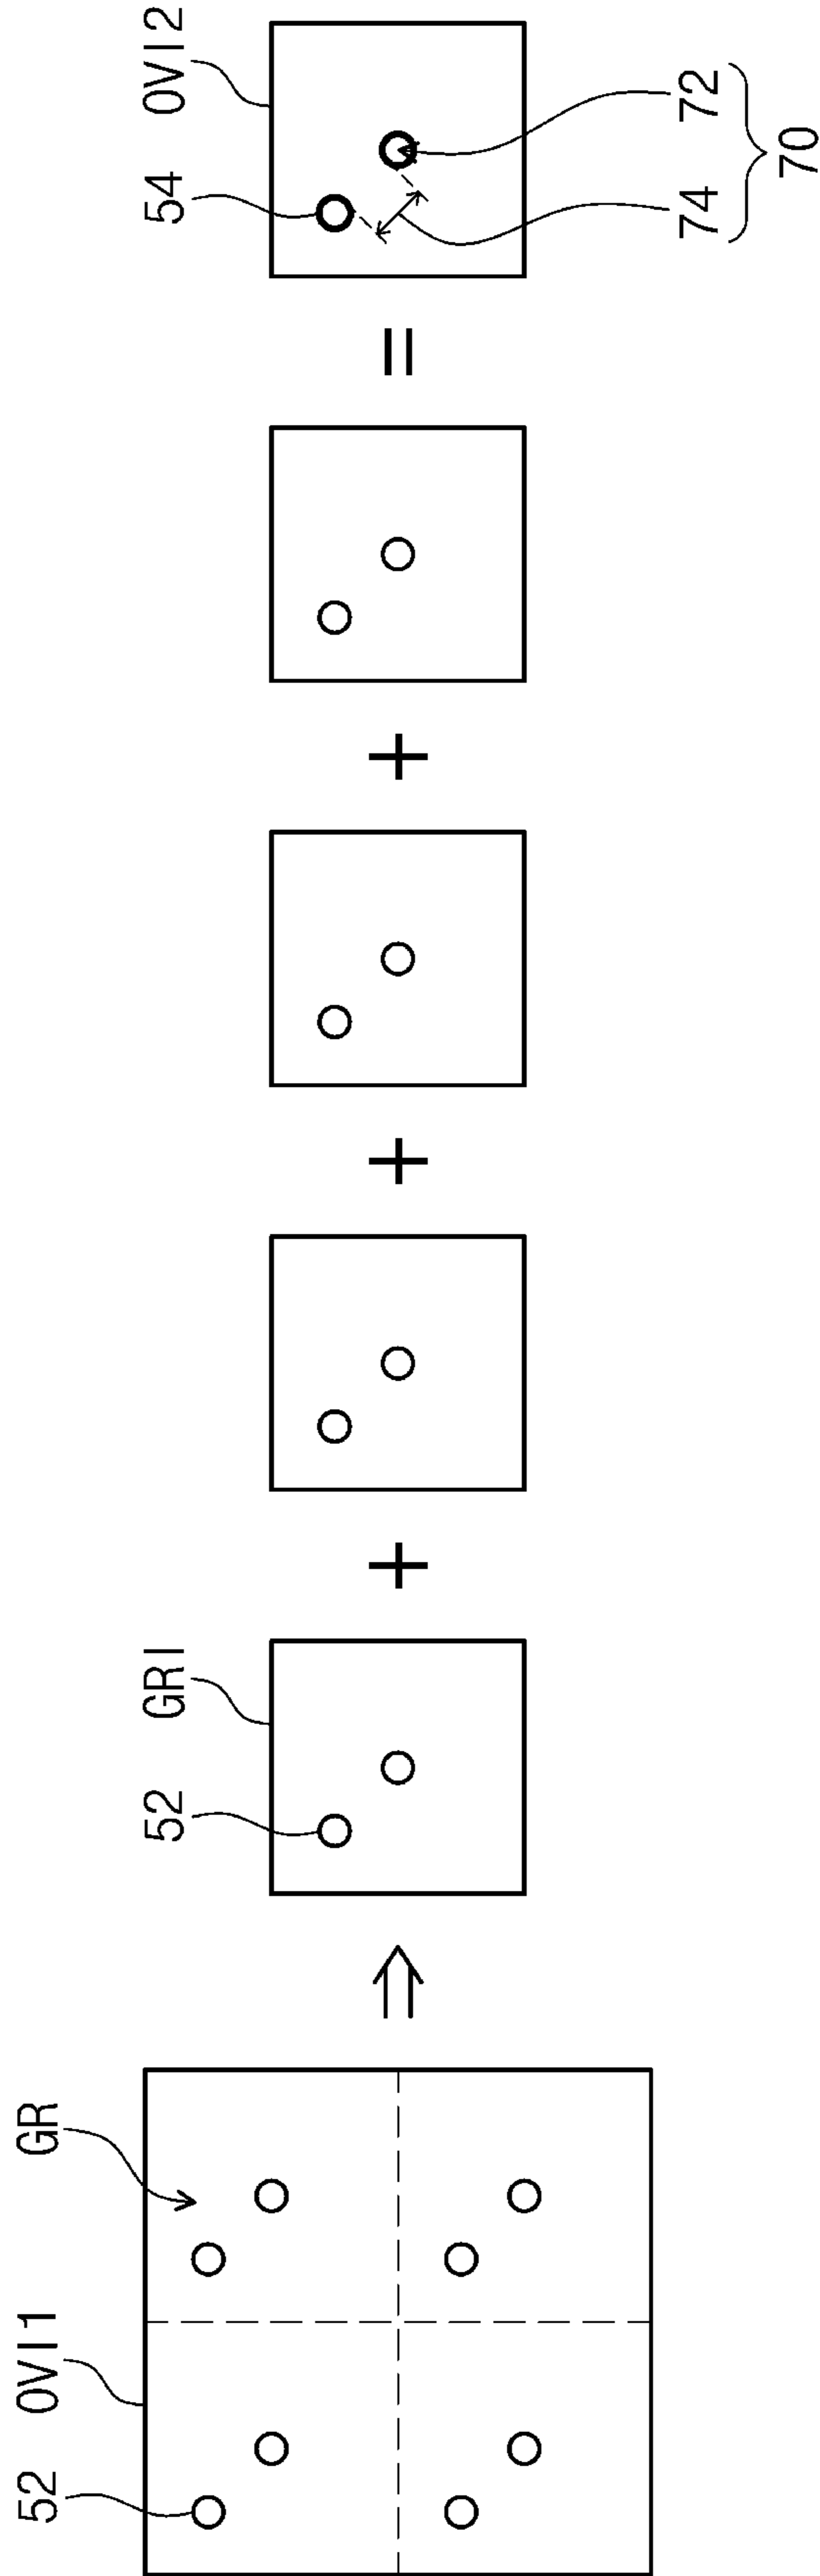 52 OVI1 GR
52 GRI 54 OVI2
⇒ + + + =
74 72
70